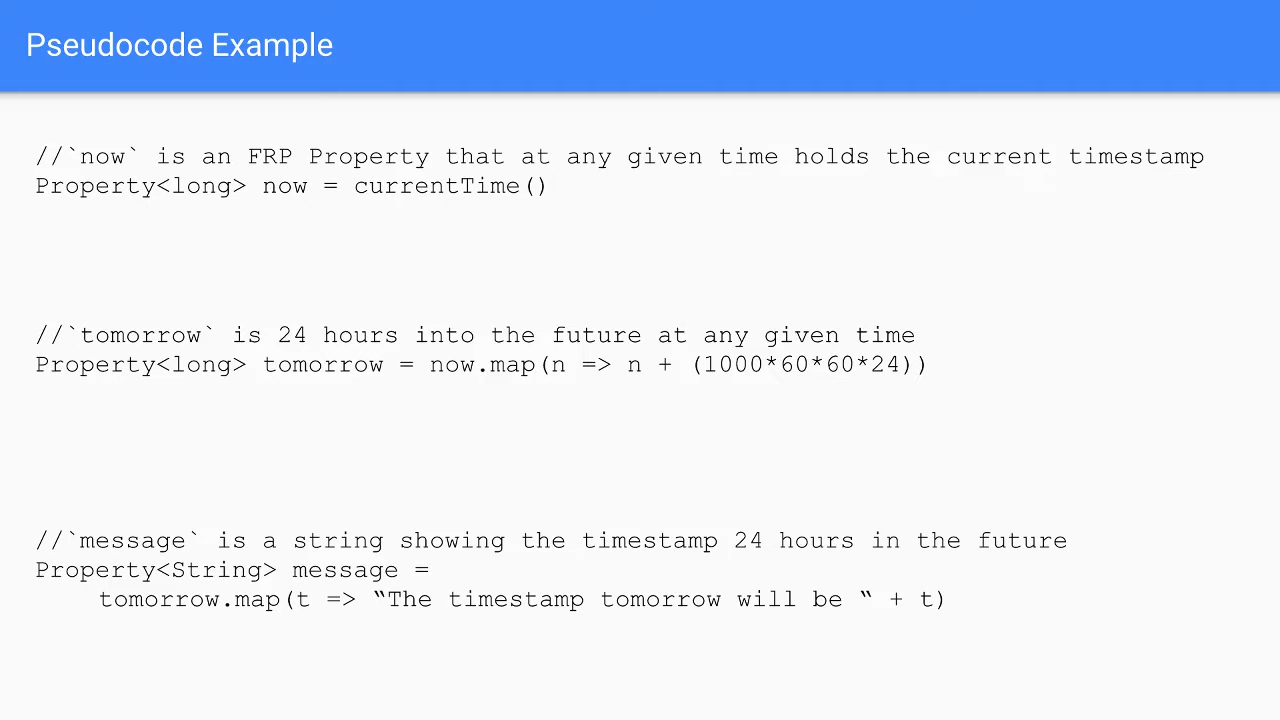 Pseudocode Example
//`now` is an FRP Property that at any given time holds the current timestamp
Property<long> now = currentTime()
//`tomorrow` is 24 hours into the future at any given time
Property<long> tomorrow = now.map(n => n + (1000*60*60*24))
//`message` is a string showing the timestamp 24 hours in the future
Property<String> message =
tomorrow.map(t => “The timestamp tomorrow will be “ + t)